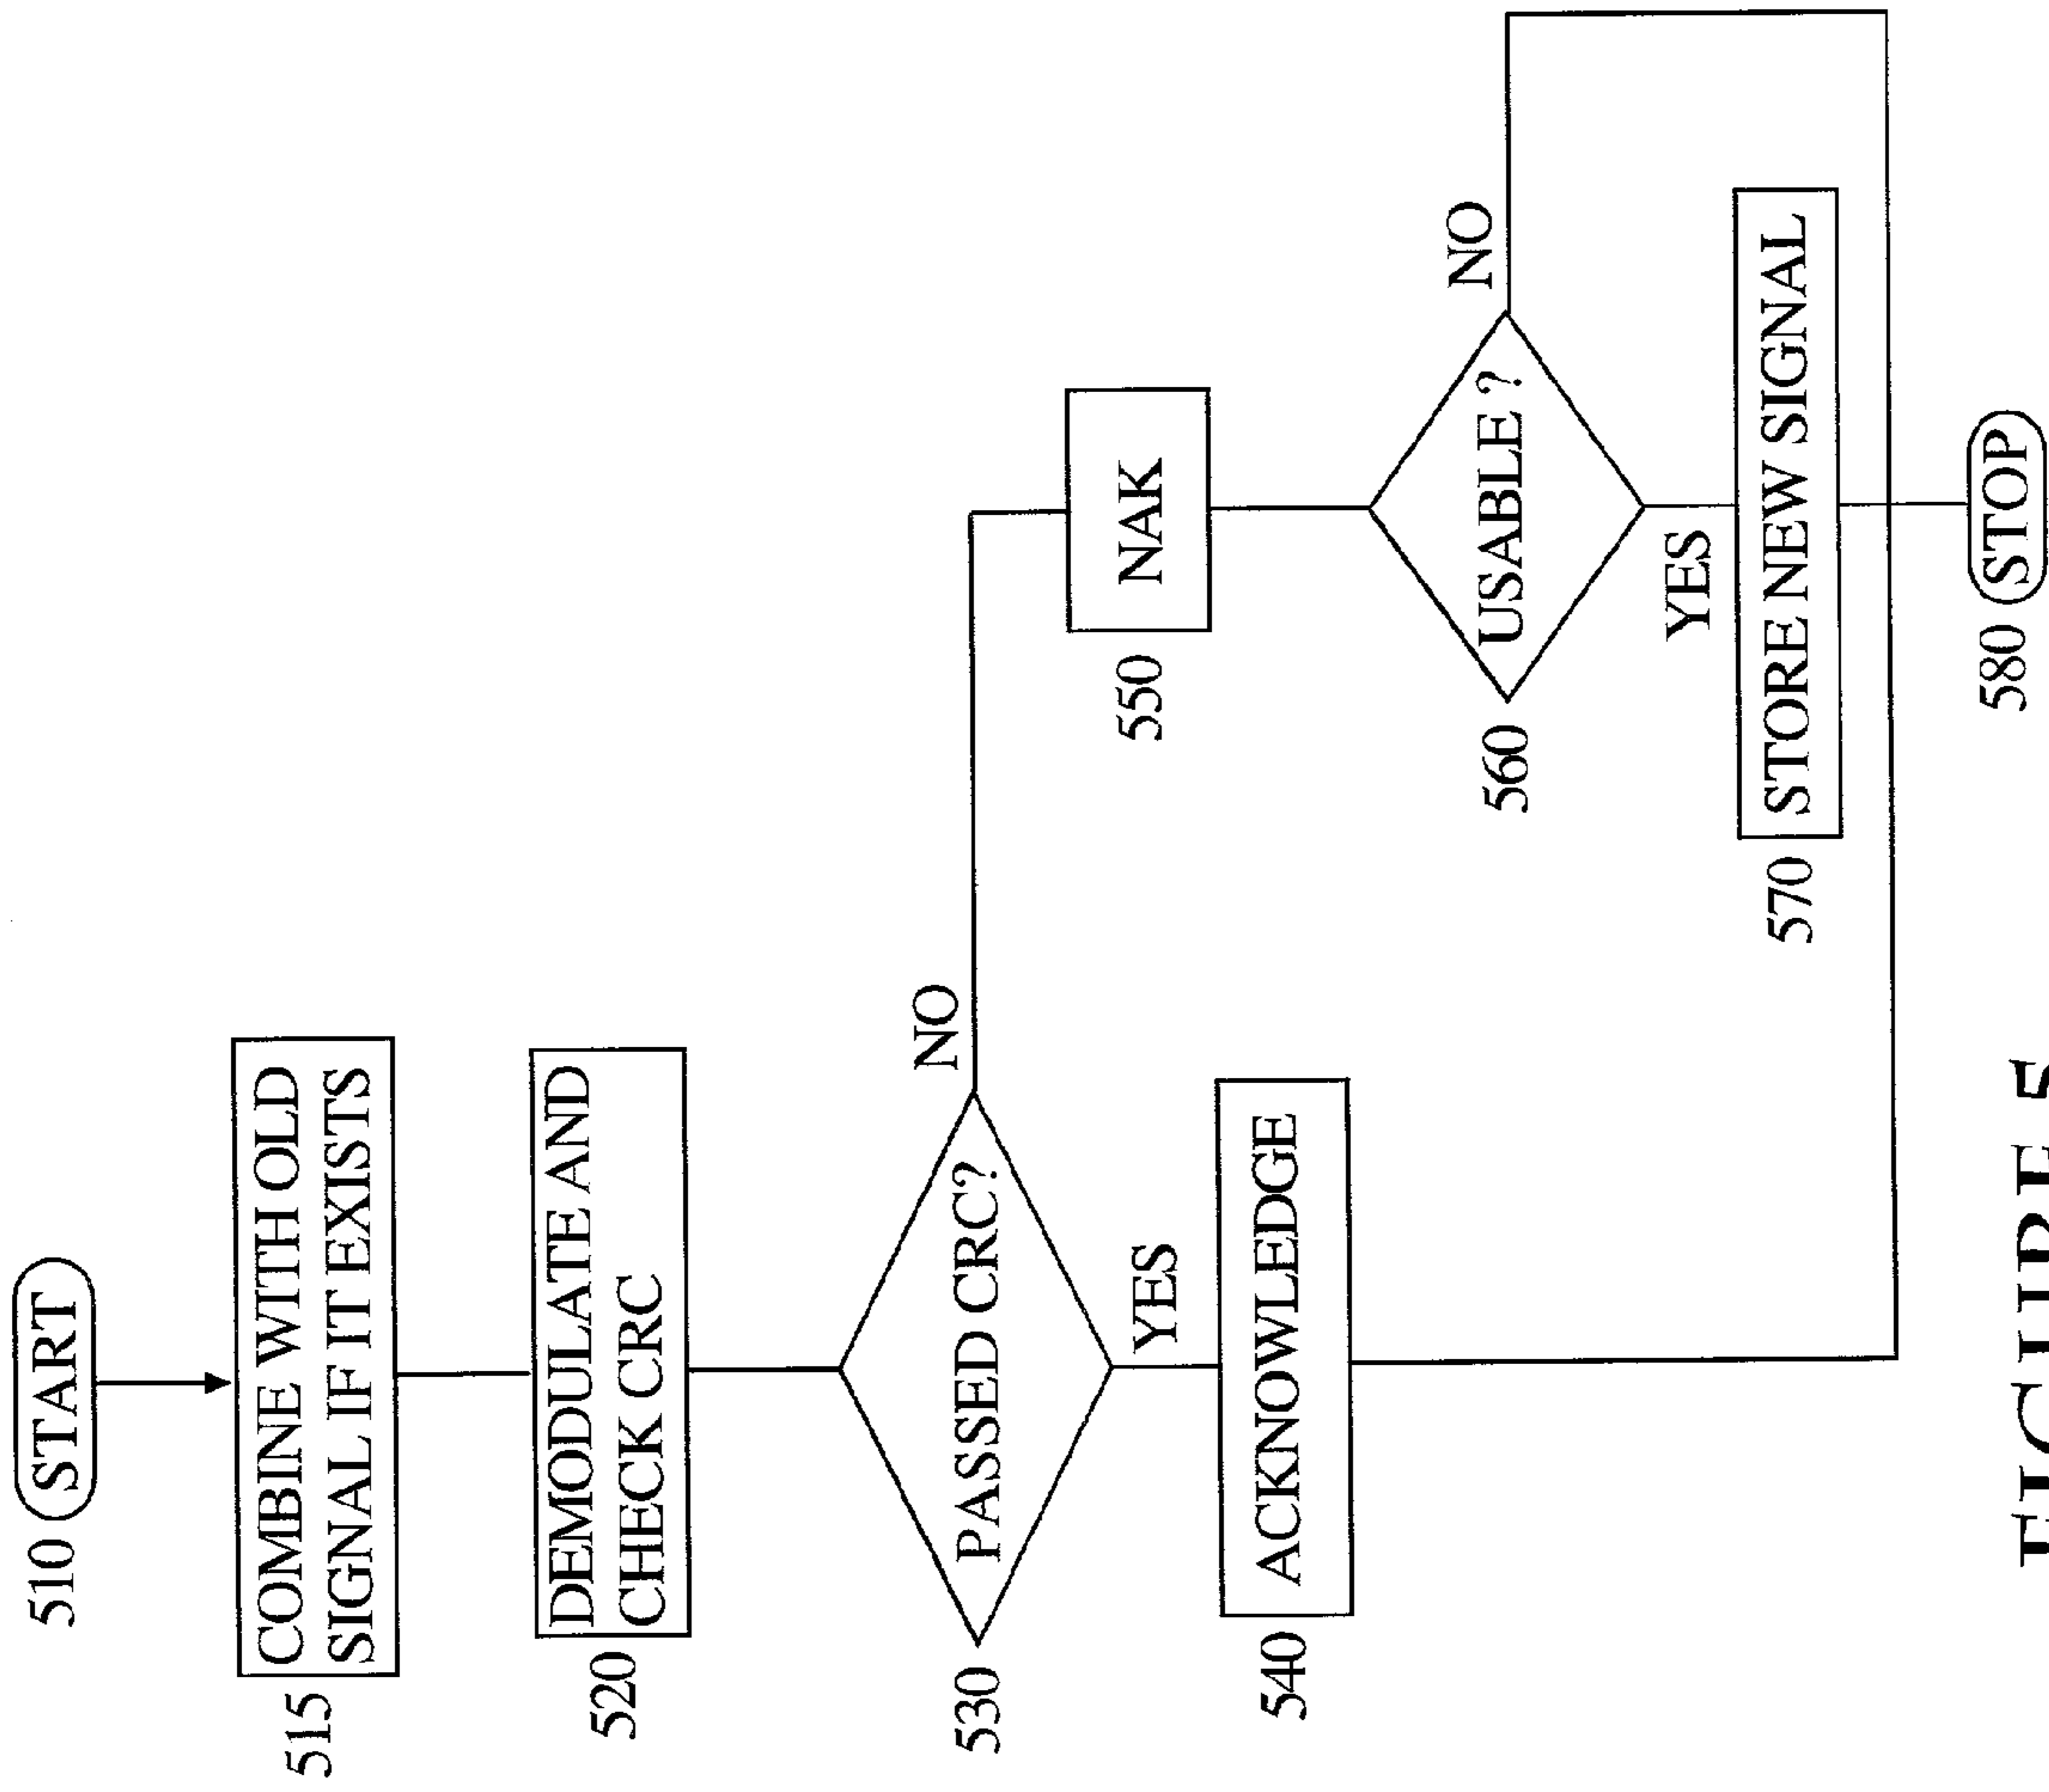 510 START
515 COMBINE WITH OLD
SIGNAL IF IT EXISTS
520 DEMODULATE AND
CHECK CRC
530 PASSED CRC?
NO
YES
540 ACKNOWLEDGE
550 NAK
560 USABLE ?
NO
YES
570 STORE NEW SIGNAL
580 STOP
FIGURE 5